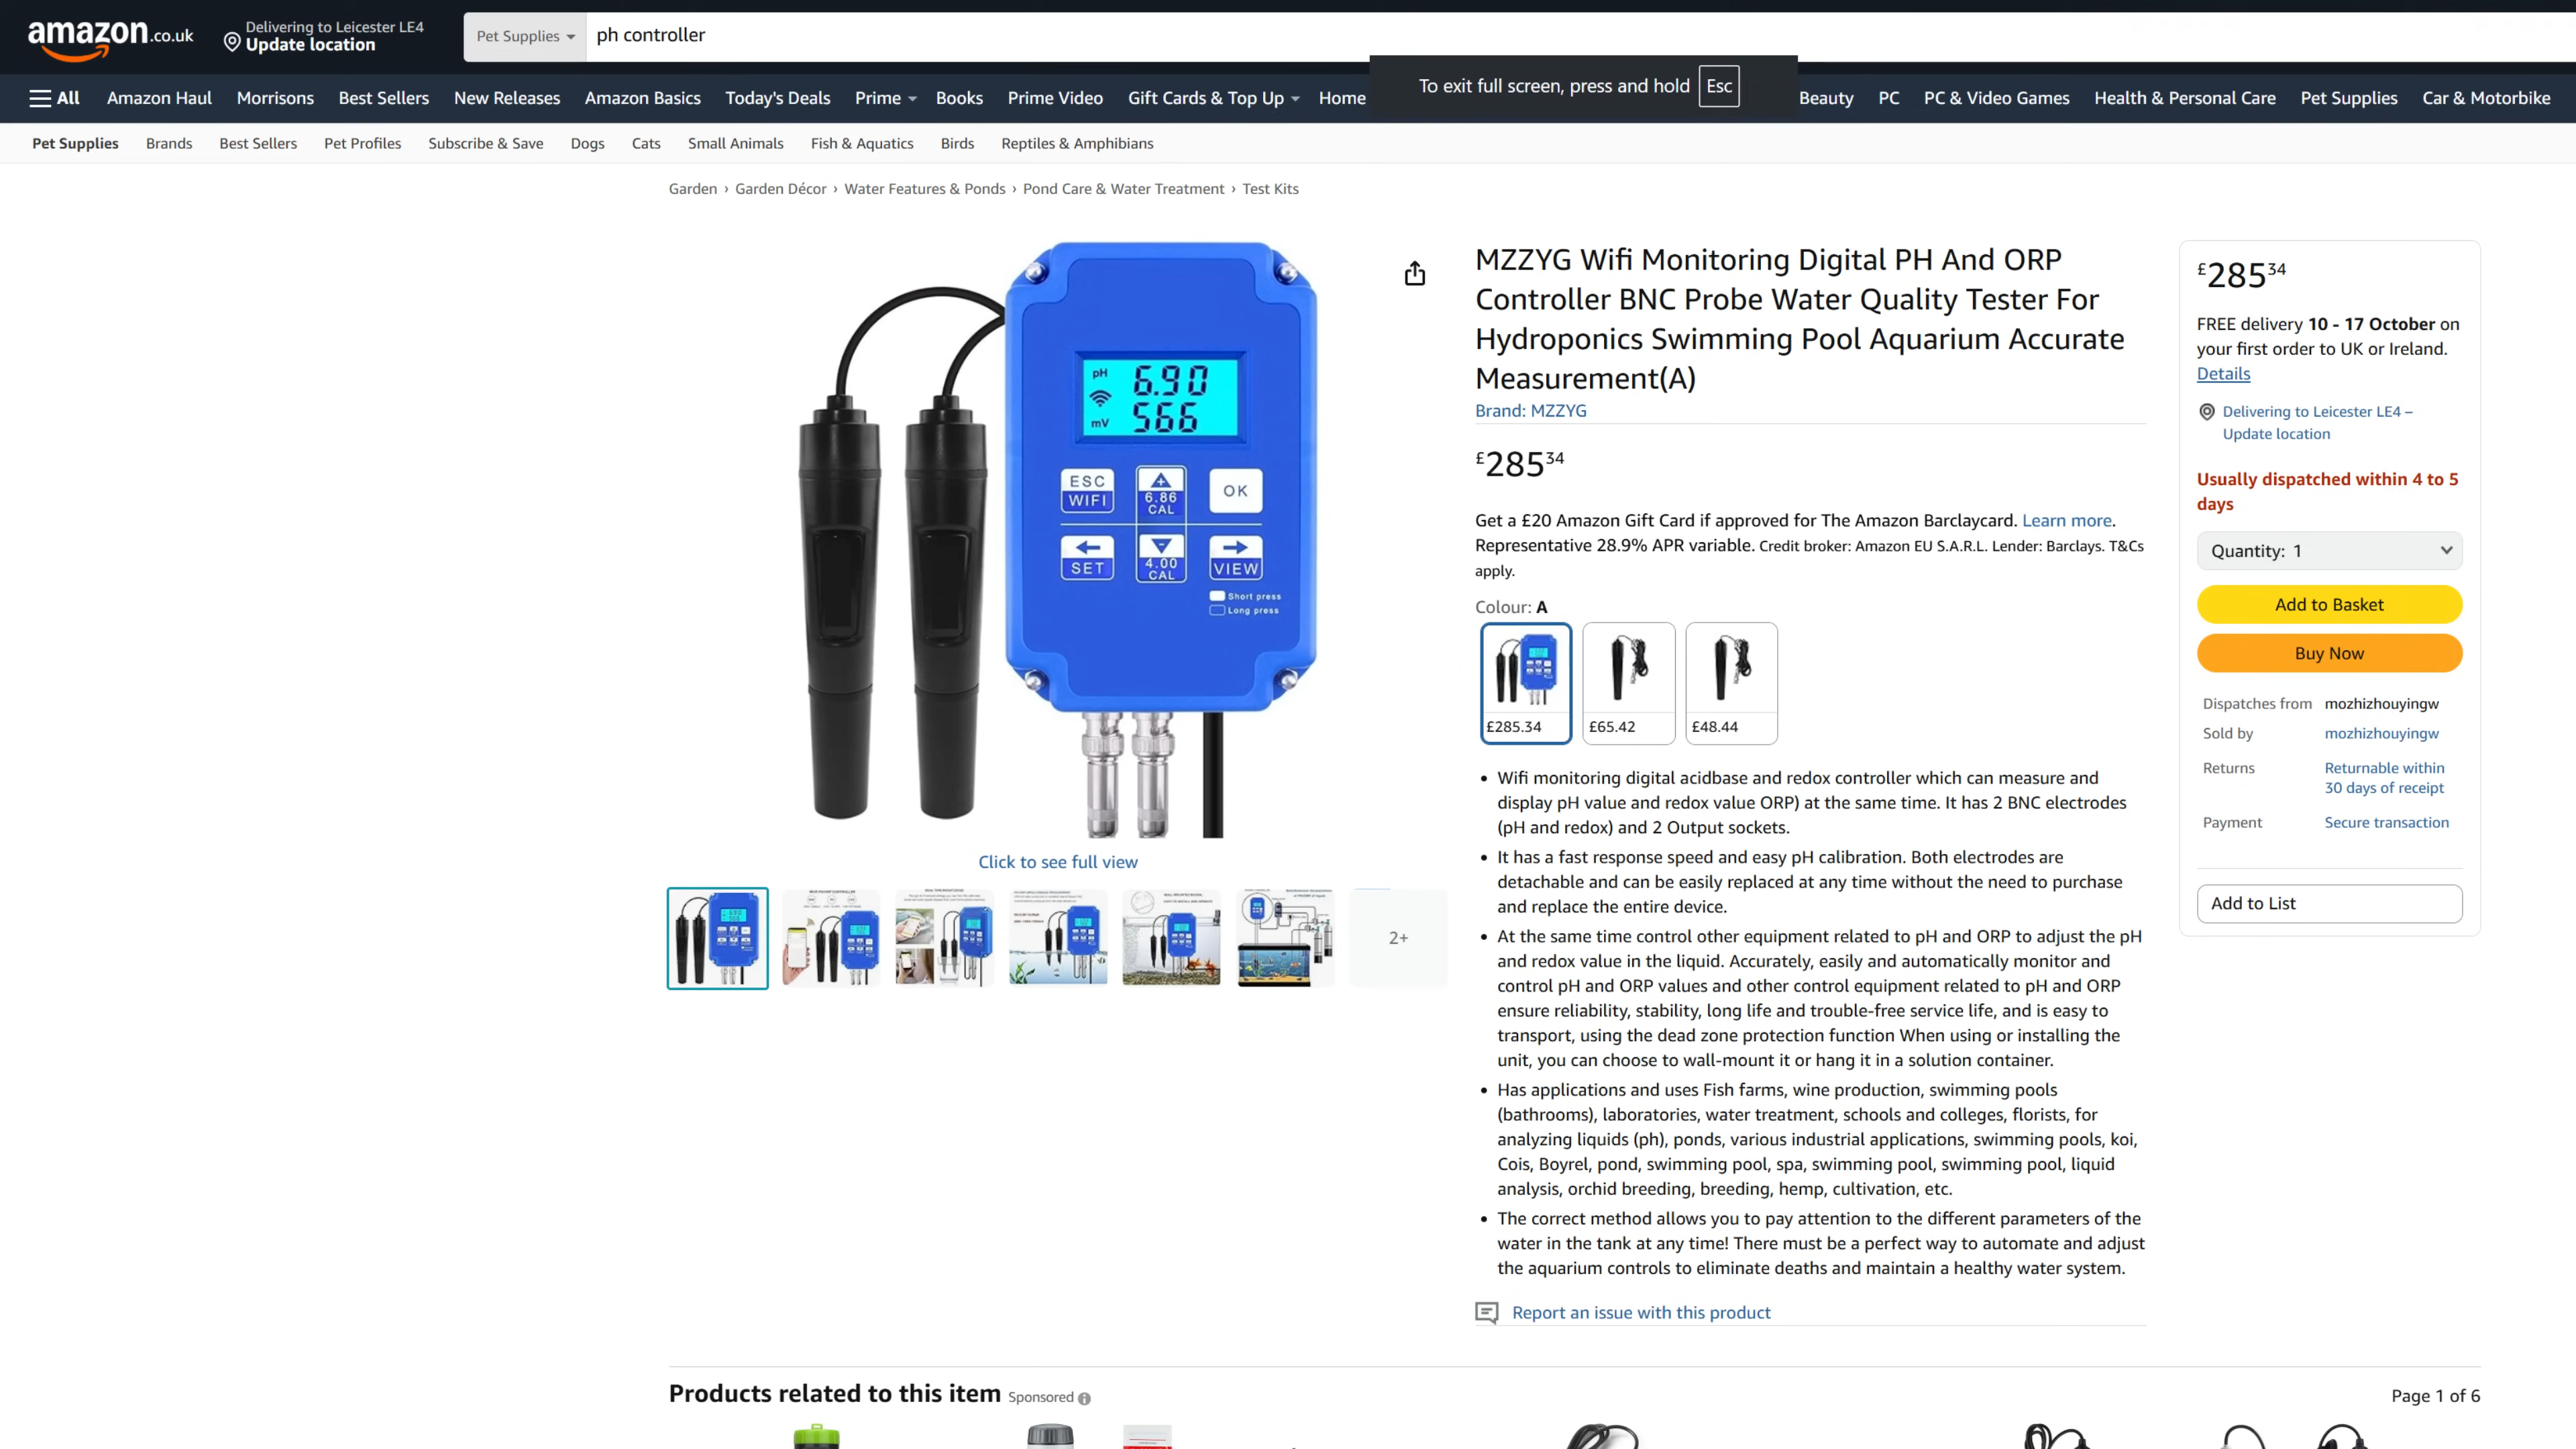 amazon.co.uk
Delivering to Leicester LE4
Update location
Pet Supplies
ph controller
To exit full screen, press and hold Esc
All
Amazon Haul
Morrisons
Best Sellers
New Releases
Amazon Basics
Today's Deals
Prime
Books
Prime Video
Gift Cards & Top Up
Home
Beauty
PC
PC & Video Games
Health & Personal Care
Pet Supplies
Car & Motorbike
Pet Supplies
Brands
Best Sellers
Pet Profiles
Subscribe & Save
Dogs
Cats
Small Animals
Fish & Aquatics
Birds
Reptiles & Amphibians
Garden › Garden Décor › Water Features & Ponds › Pond Care & Water Treatment › Test Kits
pH 6.90
mV 566
ESC
WIFI
6.86
CAL
OK
SET
4.00
CAL
VIEW
Short press
Long press
Click to see full view
2+
MZZYG Wifi Monitoring Digital PH And ORP
Controller BNC Probe Water Quality Tester For
Hydroponics Swimming Pool Aquarium Accurate
Measurement(A)
Brand: MZZYG
£285.34
Get a £20 Amazon Gift Card if approved for The Amazon Barclaycard. Learn more.
Representative 28.9% APR variable. Credit broker: Amazon EU S.A.R.L. Lender: Barclays. T&Cs
apply.
Colour: A
£285.34
£65.42
£48.44
• Wifi monitoring digital acidbase and redox controller which can measure and
display pH value and redox value ORP) at the same time. It has 2 BNC electrodes
(pH and redox) and 2 Output sockets.
• It has a fast response speed and easy pH calibration. Both electrodes are
detachable and can be easily replaced at any time without the need to purchase
and replace the entire device.
• At the same time control other equipment related to pH and ORP to adjust the pH
and redox value in the liquid. Accurately, easily and automatically monitor and
control pH and ORP values and other control equipment related to pH and ORP
ensure reliability, stability, long life and trouble-free service life, and is easy to
transport, using the dead zone protection function When using or installing the
unit, you can choose to wall-mount it or hang it in a solution container.
• Has applications and uses Fish farms, wine production, swimming pools
(bathrooms), laboratories, water treatment, schools and colleges, florists, for
analyzing liquids (ph), ponds, various industrial applications, swimming pools, koi,
Cois, Boyrel, pond, swimming pool, spa, swimming pool, swimming pool, liquid
analysis, orchid breeding, breeding, hemp, cultivation, etc.
• The correct method allows you to pay attention to the different parameters of the
water in the tank at any time! There must be a perfect way to automate and adjust
the aquarium controls to eliminate deaths and maintain a healthy water system.
Report an issue with this product
£285.34
FREE delivery 10 - 17 October on
your first order to UK or Ireland.
Details
Delivering to Leicester LE4 –
Update location
Usually dispatched within 4 to 5
days
Quantity: 1
Add to Basket
Buy Now
Dispatches from mozhizhouyingw
Sold by mozhizhouyingw
Returns Returnable within
30 days of receipt
Payment Secure transaction
Add to List
Products related to this item Sponsored
Page 1 of 6